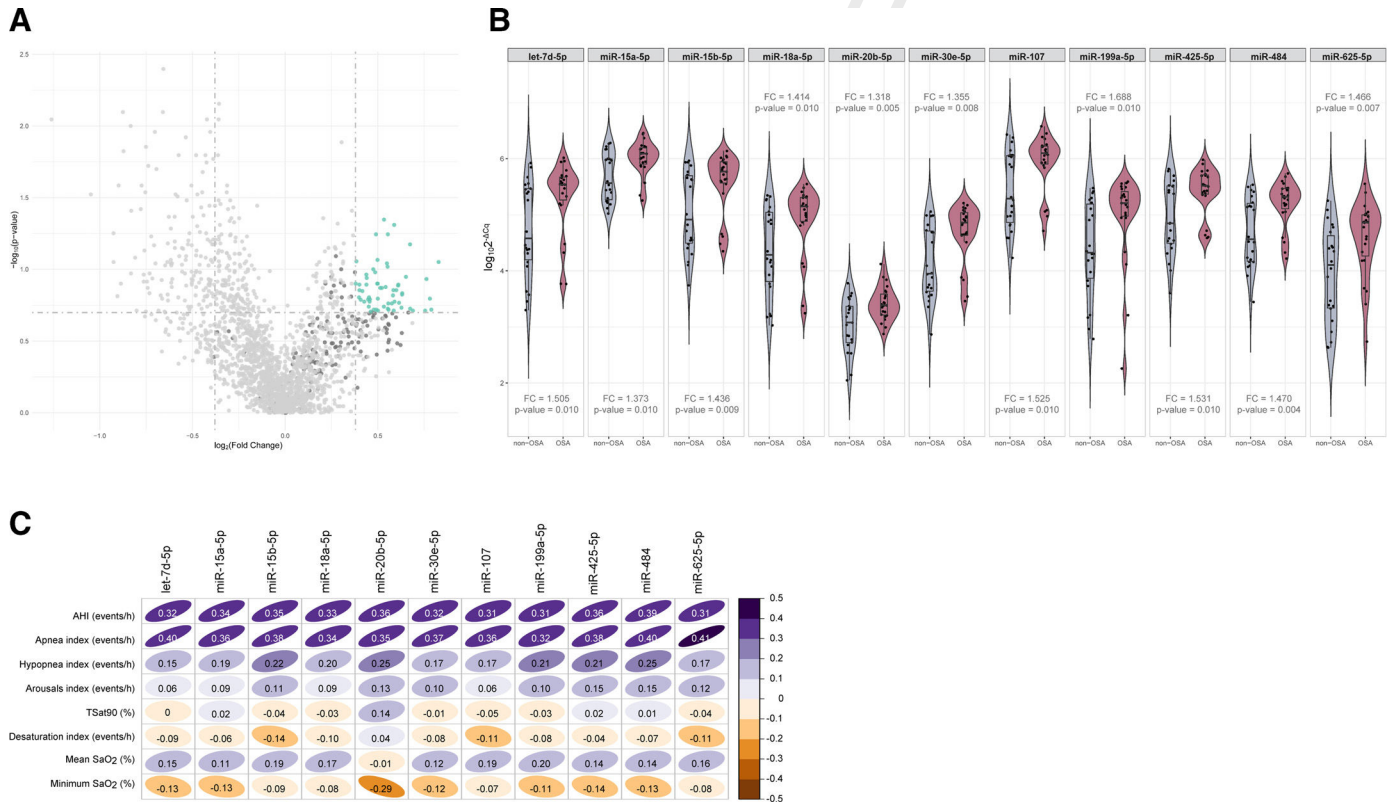 A
2.5
2.0
1.5
1.0
0.5
0.0
−log10(p−value)
−1.0
−0.5
0.0
0.5
log2(Fold Change)
B
let-7d-5p
miR-15a-5p
miR-15b-5p
miR-18a-5p
miR-20b-5p
miR-30e-5p
miR-107
miR-199a-5p
miR-425-5p
miR-484
miR-625-5p
FC = 1.414
p-value = 0.010
FC = 1.318
p-value = 0.005
FC = 1.355
p-value = 0.008
FC = 1.688
p-value = 0.010
FC = 1.466
p-value = 0.007
6
4
2
log102-ΔCq
FC = 1.505
p-value = 0.010
FC = 1.373
p-value = 0.010
FC = 1.436
p-value = 0.009
FC = 1.525
p-value = 0.010
FC = 1.531
p-value = 0.010
FC = 1.470
p-value = 0.004
non-OSA OSA non-OSA OSA non-OSA OSA non-OSA OSA non-OSA OSA non-OSA OSA non-OSA OSA non-OSA OSA non-OSA OSA non-OSA OSA non-OSA OSA
C
let-7d-5p
miR-15a-5p
miR-15b-5p
miR-18a-5p
miR-20b-5p
miR-30e-5p
miR-107
miR-199a-5p
miR-425-5p
miR-484
miR-625-5p
AHI (events/h) 0.32 0.34 0.35 0.33 0.36 0.32 0.31 0.31 0.36 0.39 0.31
Apnea index (events/h) 0.40 0.36 0.38 0.34 0.35 0.37 0.36 0.32 0.38 0.40 0.41
Hypopnea index (events/h) 0.15 0.19 0.22 0.20 0.25 0.17 0.17 0.21 0.21 0.25 0.17
Arousals index (events/h) 0.06 0.09 0.11 0.09 0.13 0.10 0.06 0.10 0.15 0.15 0.12
TSat90 (%) 0 0.02 -0.04 -0.03 0.14 -0.01 -0.05 -0.03 0.02 0.01 -0.04
Desaturation index (events/h) -0.09 -0.06 -0.14 -0.10 0.04 -0.08 -0.11 -0.08 -0.04 -0.07 -0.11
Mean SaO2 (%) 0.15 0.11 0.19 0.17 -0.01 0.12 0.19 0.20 0.14 0.14 0.16
Minimum SaO2 (%) -0.13 -0.13 -0.09 -0.08 -0.29 -0.12 -0.07 -0.11 -0.14 -0.13 -0.08
0.5
0.4
0.3
0.2
0.1
0
-0.1
-0.2
-0.3
-0.4
-0.5